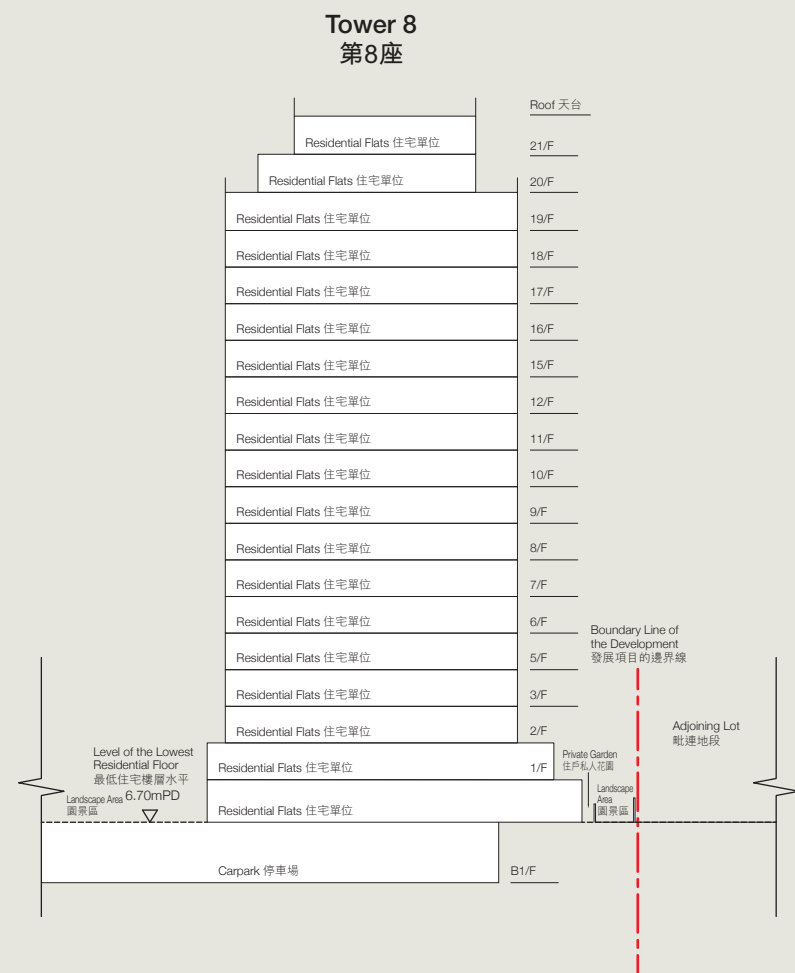 Tower 8
第8座
Roof 天台
Residential Flats 住宅單位 21/F
Residential Flats 住宅單位 20/F
Residential Flats 住宅單位 19/F
Residential Flats 住宅單位 18/F
Residential Flats 住宅單位 17/F
Residential Flats 住宅單位 16/F
Residential Flats 住宅單位 15/F
Residential Flats 住宅單位 12/F
Residential Flats 住宅單位 11/F
Residential Flats 住宅單位 10/F
Residential Flats 住宅單位 9/F
Residential Flats 住宅單位 8/F
Residential Flats 住宅單位 7/F
Residential Flats 住宅單位 6/F
Residential Flats 住宅單位 5/F
Residential Flats 住宅單位 3/F
Residential Flats 住宅單位 2/F
Residential Flats 住宅單位 1/F
Residential Flats 住宅單位
Carpark 停車場 B1/F
Level of the Lowest
Residential Floor
最低住宅樓層水平
6.70mPD
Landscape Area
園景區
Boundary Line of
the Development
發展項目的邊界線
Private Garden
住戶私人花園
Landscape
Area
園景區
Adjoining Lot
毗連地段